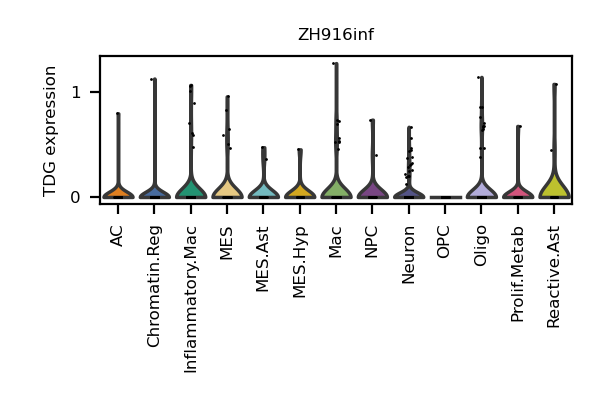 ZH916inf
TDG expression
1
0
AC
Chromatin.Reg
Inflammatory.Mac
MES
MES.Ast
MES.Hyp
Mac
NPC
Neuron
OPC
Oligo
Prolif.Metab
Reactive.Ast